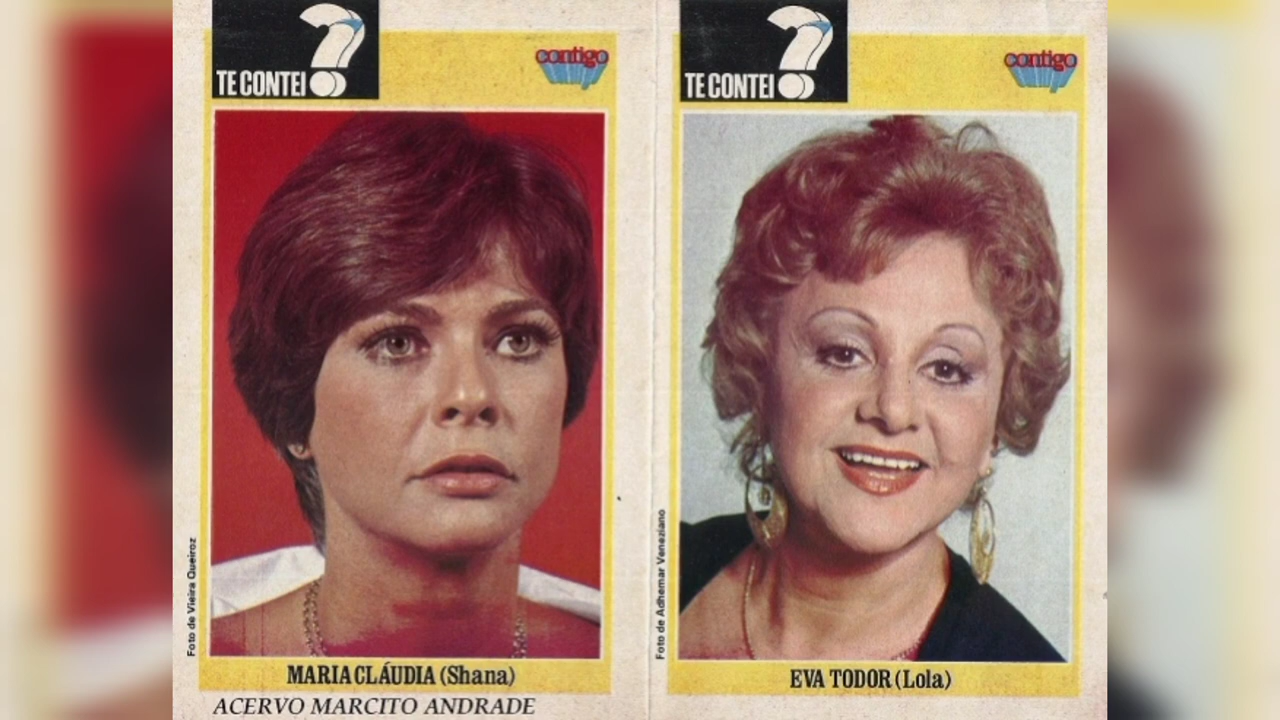 TE CONTEI?
contigo
Foto de Vieira Queiroz
MARIA CLÁUDIA (Shana)
ACERVO MARCITO ANDRADE
TE CONTEI?
contigo
Foto de Adhemar Veneziano
EVA TODOR (Lola)